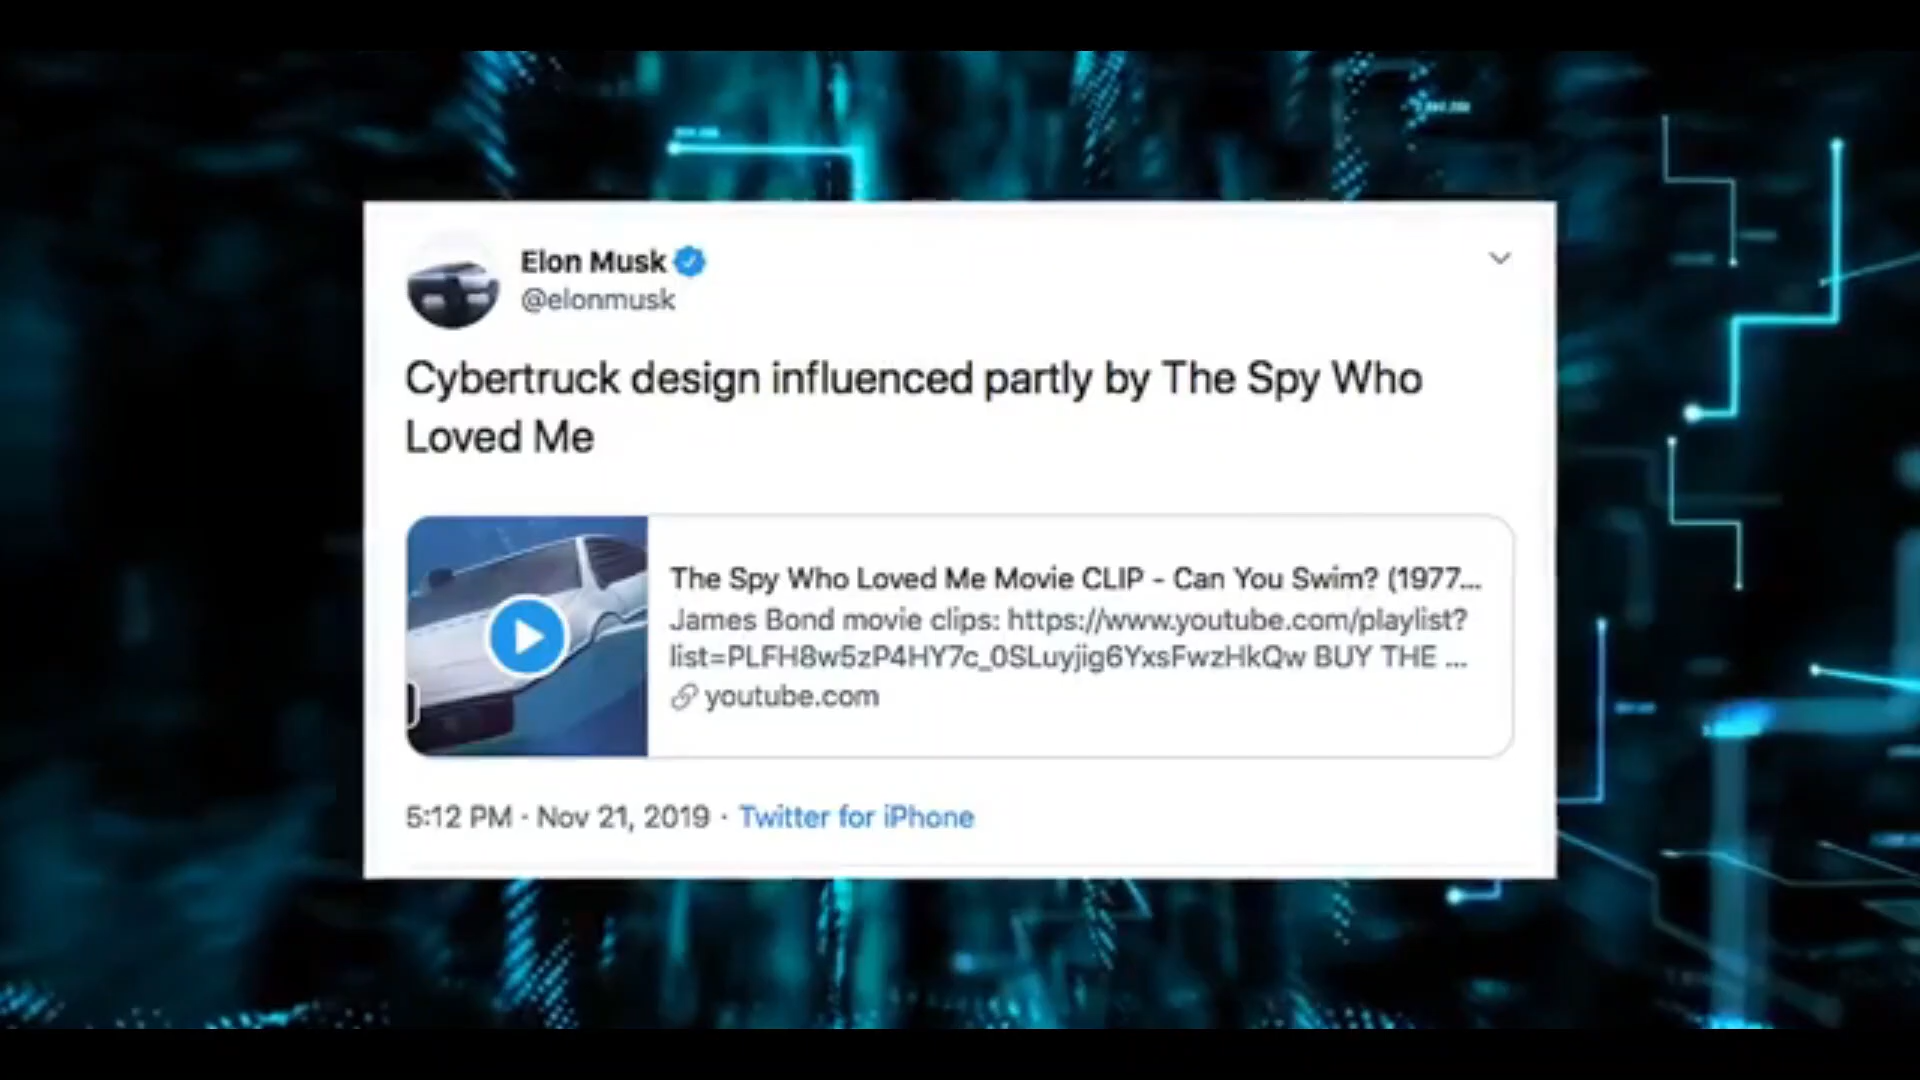 Elon Musk
@elonmusk
Cybertruck design influenced partly by The Spy Who
Loved Me
The Spy Who Loved Me Movie CLIP - Can You Swim? (1977...
James Bond movie clips: https://www.youtube.com/playlist?
list=PLFH8w5zP4HY7c_0SLuyjig6YxsFwzHkQw BUY THE ...
youtube.com
5:12 PM · Nov 21, 2019 · Twitter for iPhone